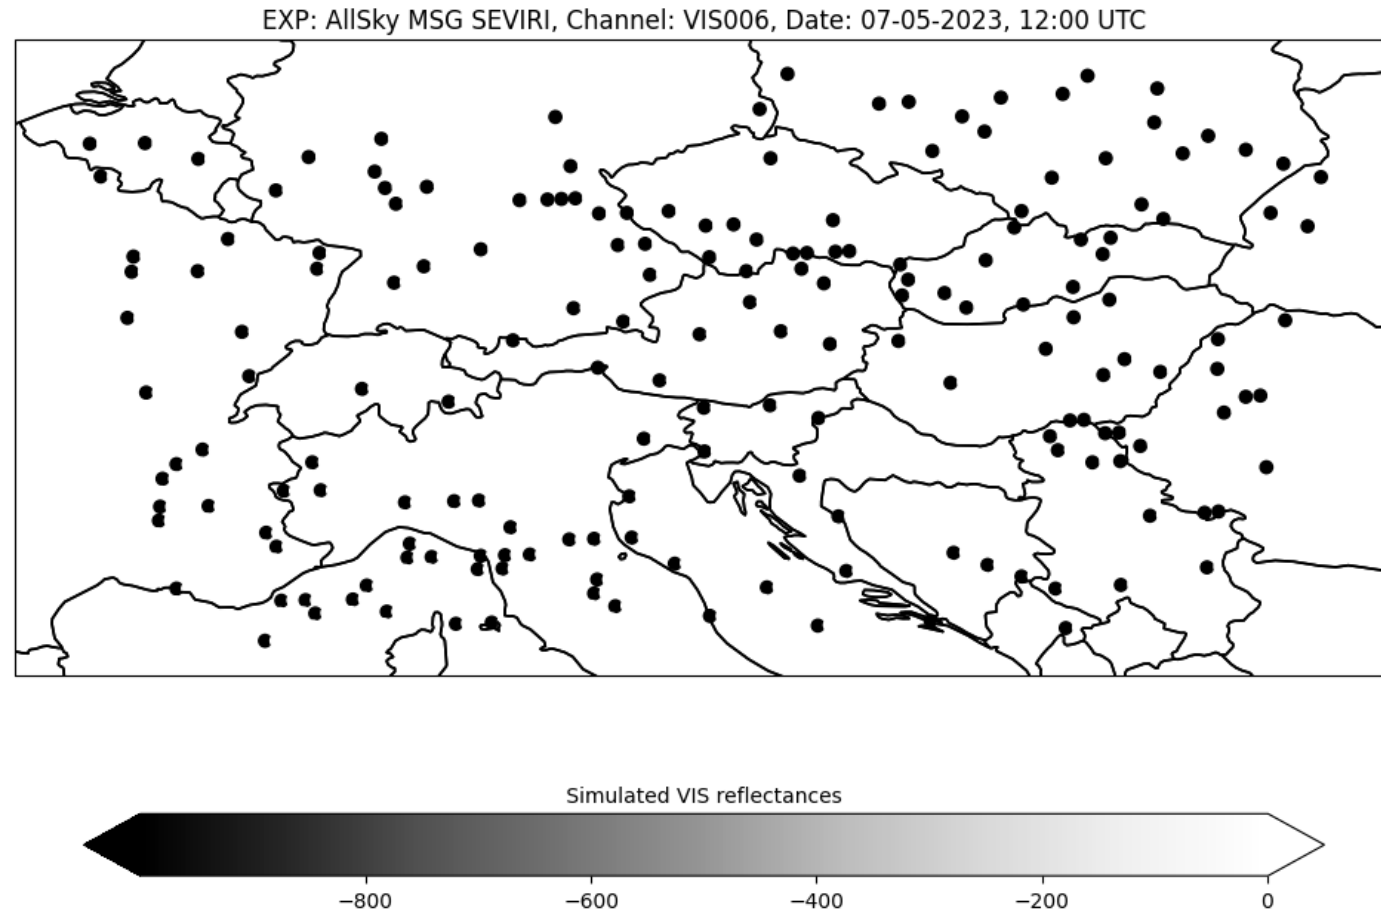 EXP: AllSky MSG SEVIRI, Channel: VIS006, Date: 07-05-2023, 12:00 UTC
Simulated VIS reflectances
−800 −600 −400 −200 0